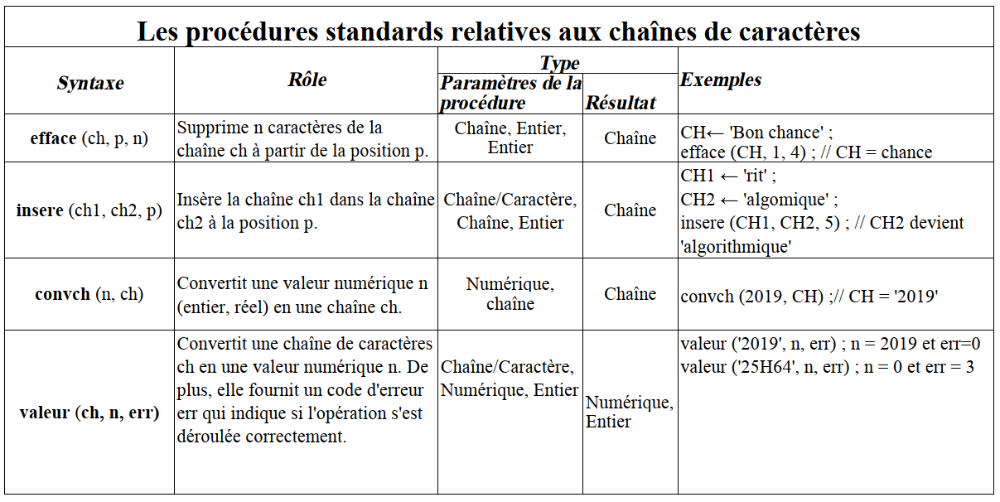 Les procédures standards relatives aux chaînes de caractères
Syntaxe
Rôle
Type
Paramètres de la
procédure
Résultat
Exemples
efface (ch, p, n)
Supprime n caractères de la
chaîne ch à partir de la position p.
Chaîne, Entier,
Entier
Chaîne
CH← 'Bon chance' ;
efface (CH, 1, 4) ; // CH = chance
insere (ch1, ch2, p)
Insère la chaîne ch1 dans la chaîne
ch2 à la position p.
Chaîne/Caractère,
Chaîne, Entier
Chaîne
CH1 ← 'rit' ;
CH2 ← 'algomique' ;
insere (CH1, CH2, 5) ; // CH2 devient
'algorithmique'
convch (n, ch)
Convertit une valeur numérique n
(entier, réel) en une chaîne ch.
Numérique,
chaîne
Chaîne
convch (2019, CH) ;// CH = '2019'
valeur (ch, n, err)
Convertit une chaîne de caractères
ch en une valeur numérique n. De
plus, elle fournit un code d'erreur
err qui indique si l'opération s'est
déroulée correctement.
Chaîne/Caractère,
Numérique, Entier
Numérique,
Entier
valeur ('2019', n, err) ; n = 2019 et err=0
valeur ('25H64', n, err) ; n = 0 et err = 3